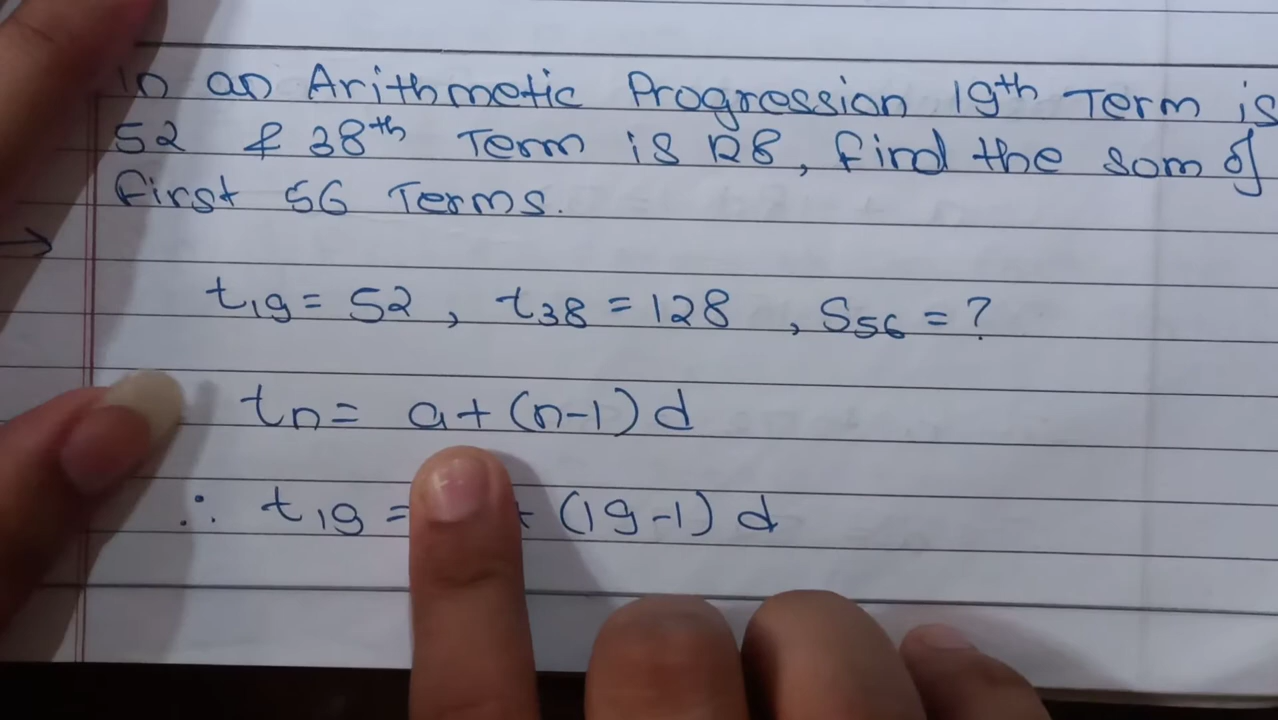 In an Arithmetic Progression 19th Term is
52 & 38th Term is 128, find the sum of
first 56 Terms.
→
t19 = 52 , t38 = 128 , S56 = ?
tn = a + (n-1) d
∴ t19 = + (19-1) d